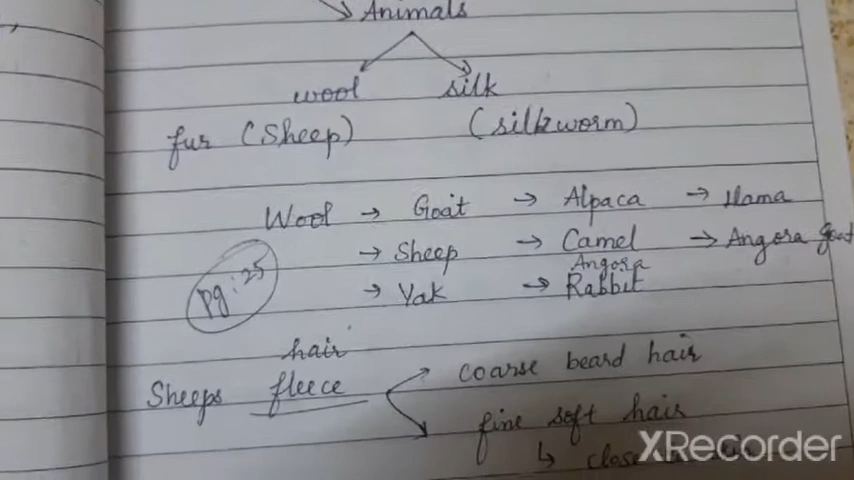 Animals
wool silk
fur (Sheep) (silkworm)
Wool → Goat → Alpaca → llama
→ Sheep → Camel → Angora goat
Pg: 25 → Yak → Angora Rabbit
hair
Sheeps fleece coarse beard hair
fine soft hair
↳ close
XRecorder